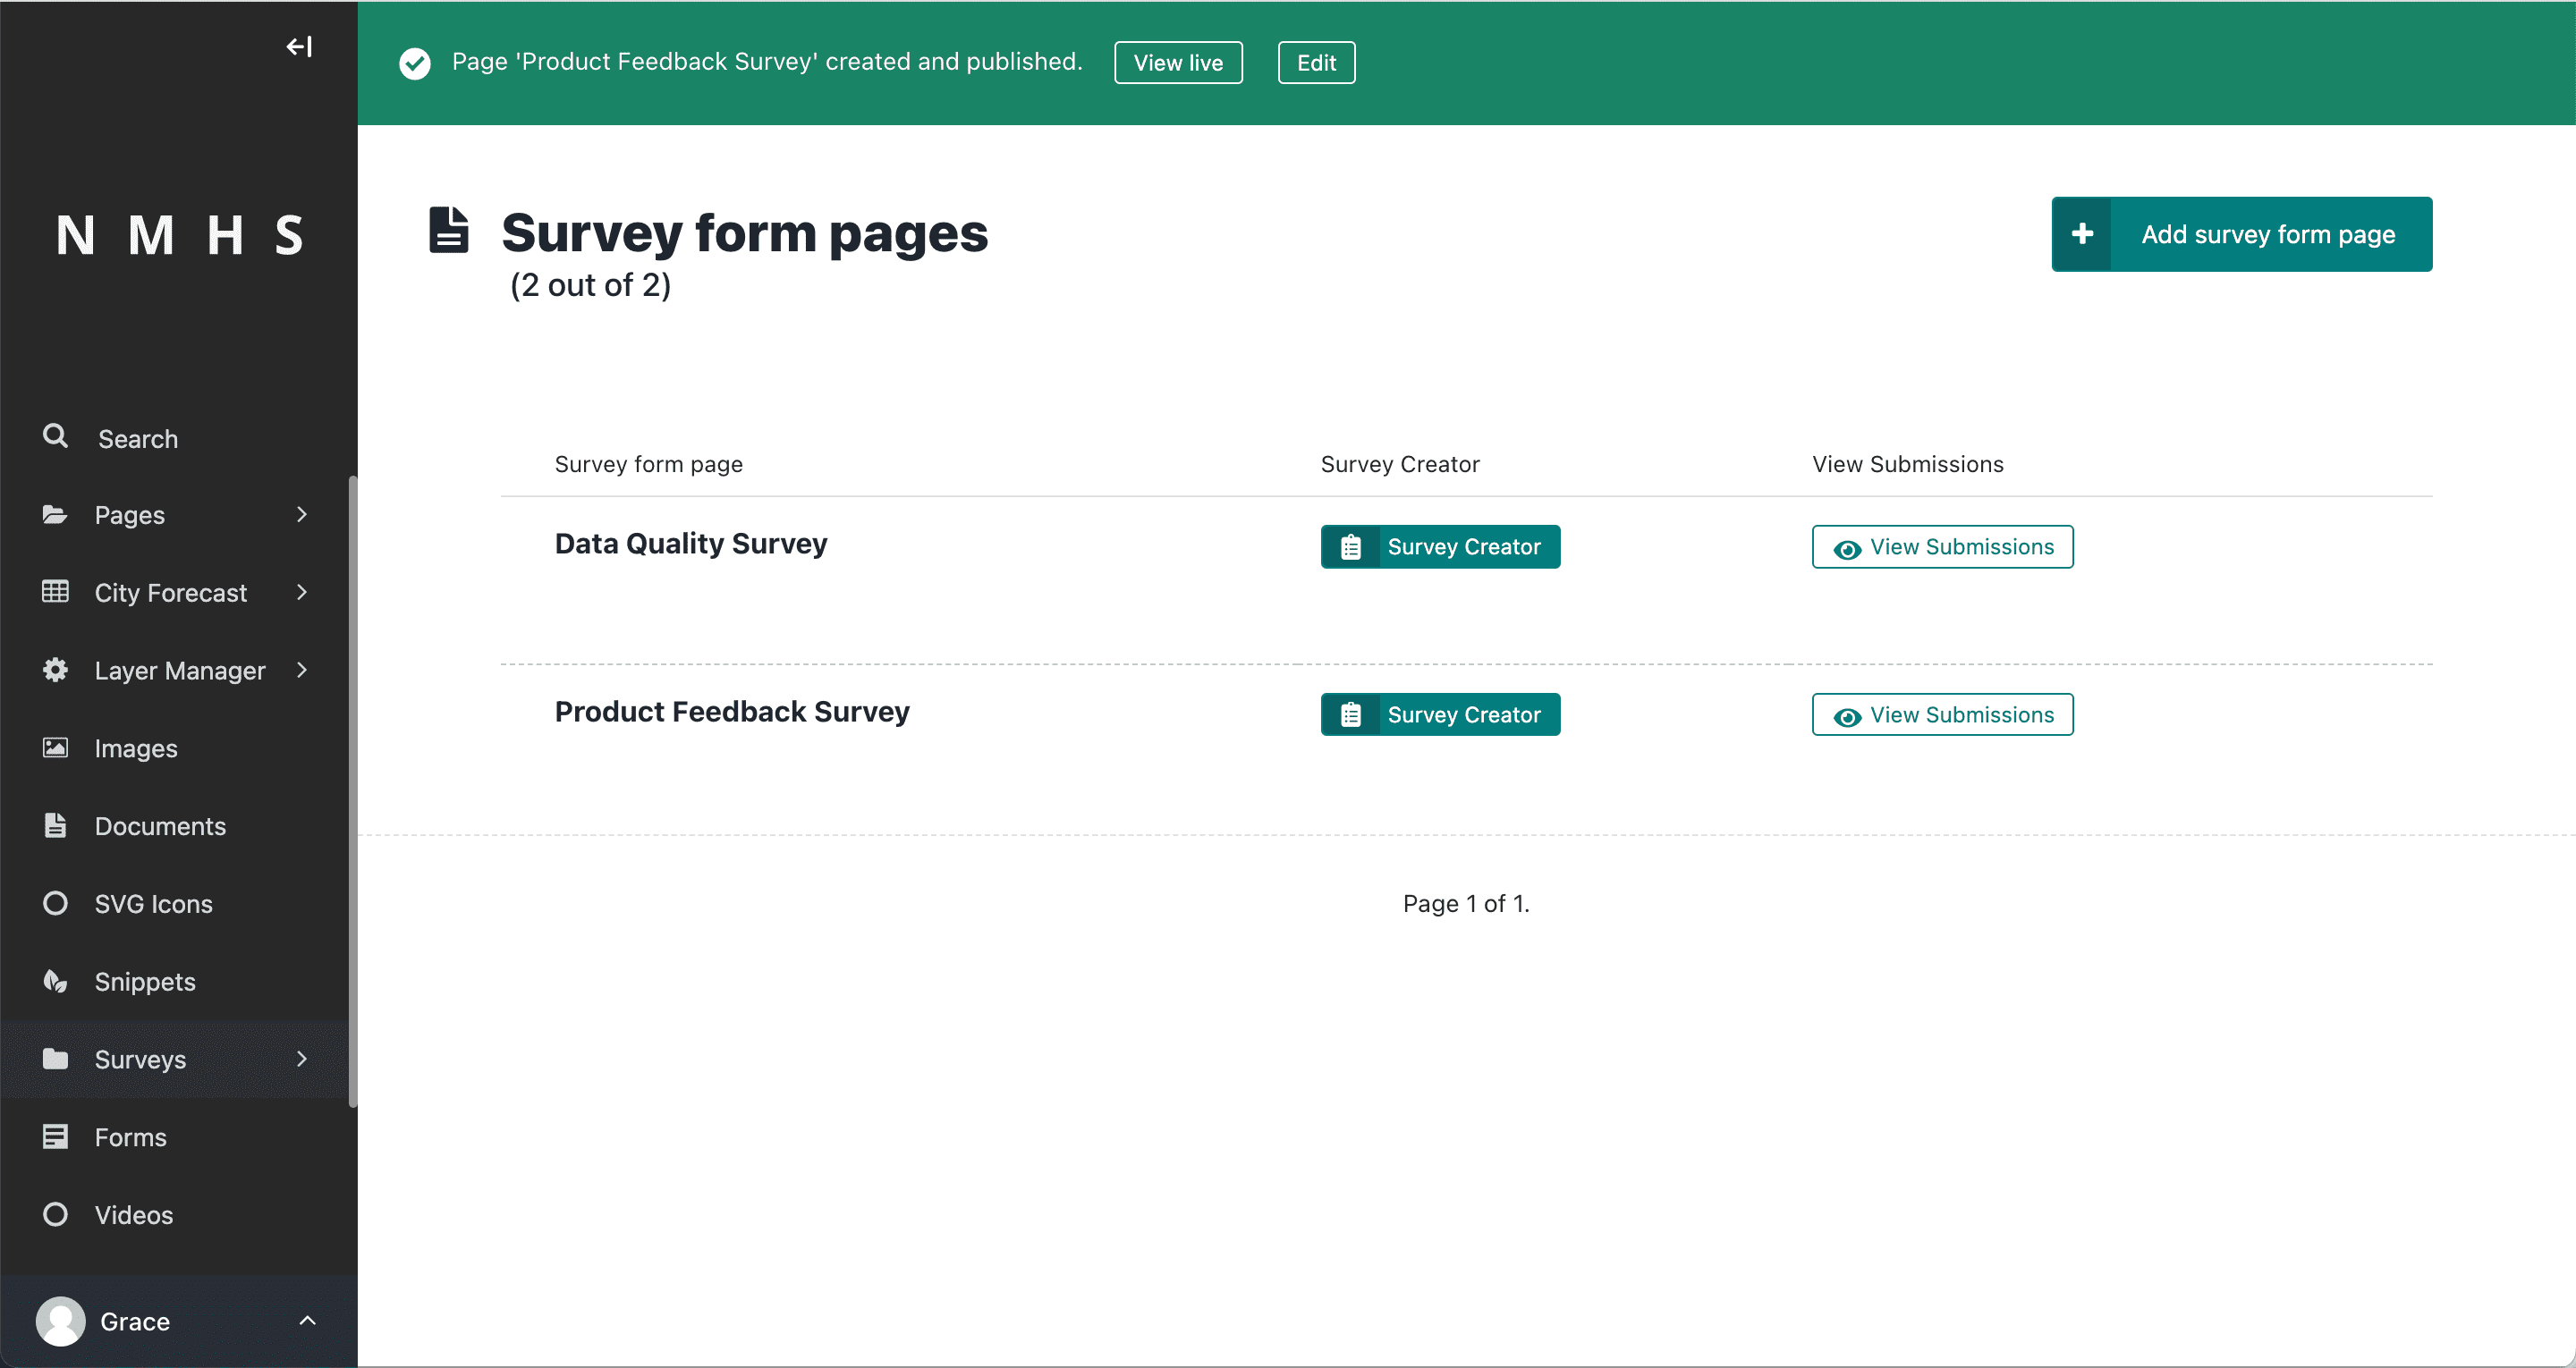 Page 'Product Feedback Survey' created and published.
View live
Edit
N M H S
Search
Pages
City Forecast
Layer Manager
Images
Documents
SVG Icons
Snippets
Surveys
Forms
Videos
Grace
Survey form pages
(2 out of 2)
Add survey form page
Survey form page Survey Creator View Submissions
Data Quality Survey Survey Creator View Submissions
Product Feedback Survey Survey Creator View Submissions
Page 1 of 1.